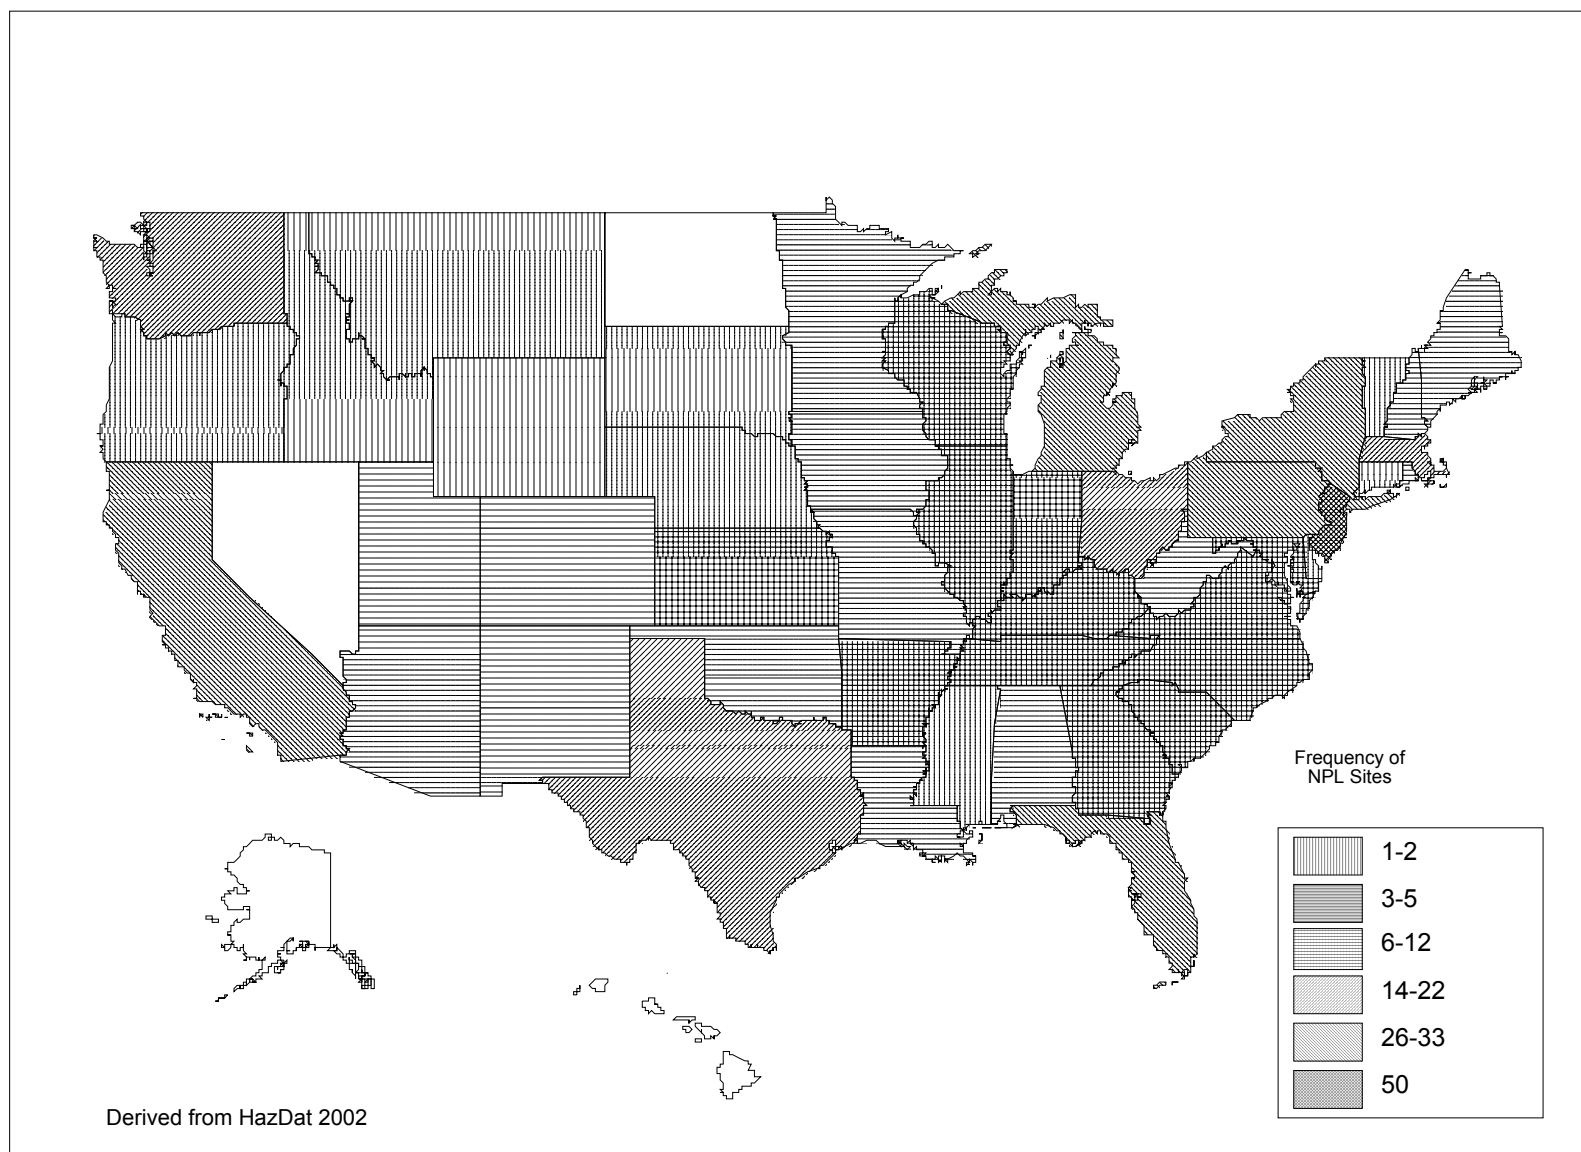 Frequency of
NPL Sites
1-2
3-5
6-12
14-22
26-33
50
Derived from HazDat 2002